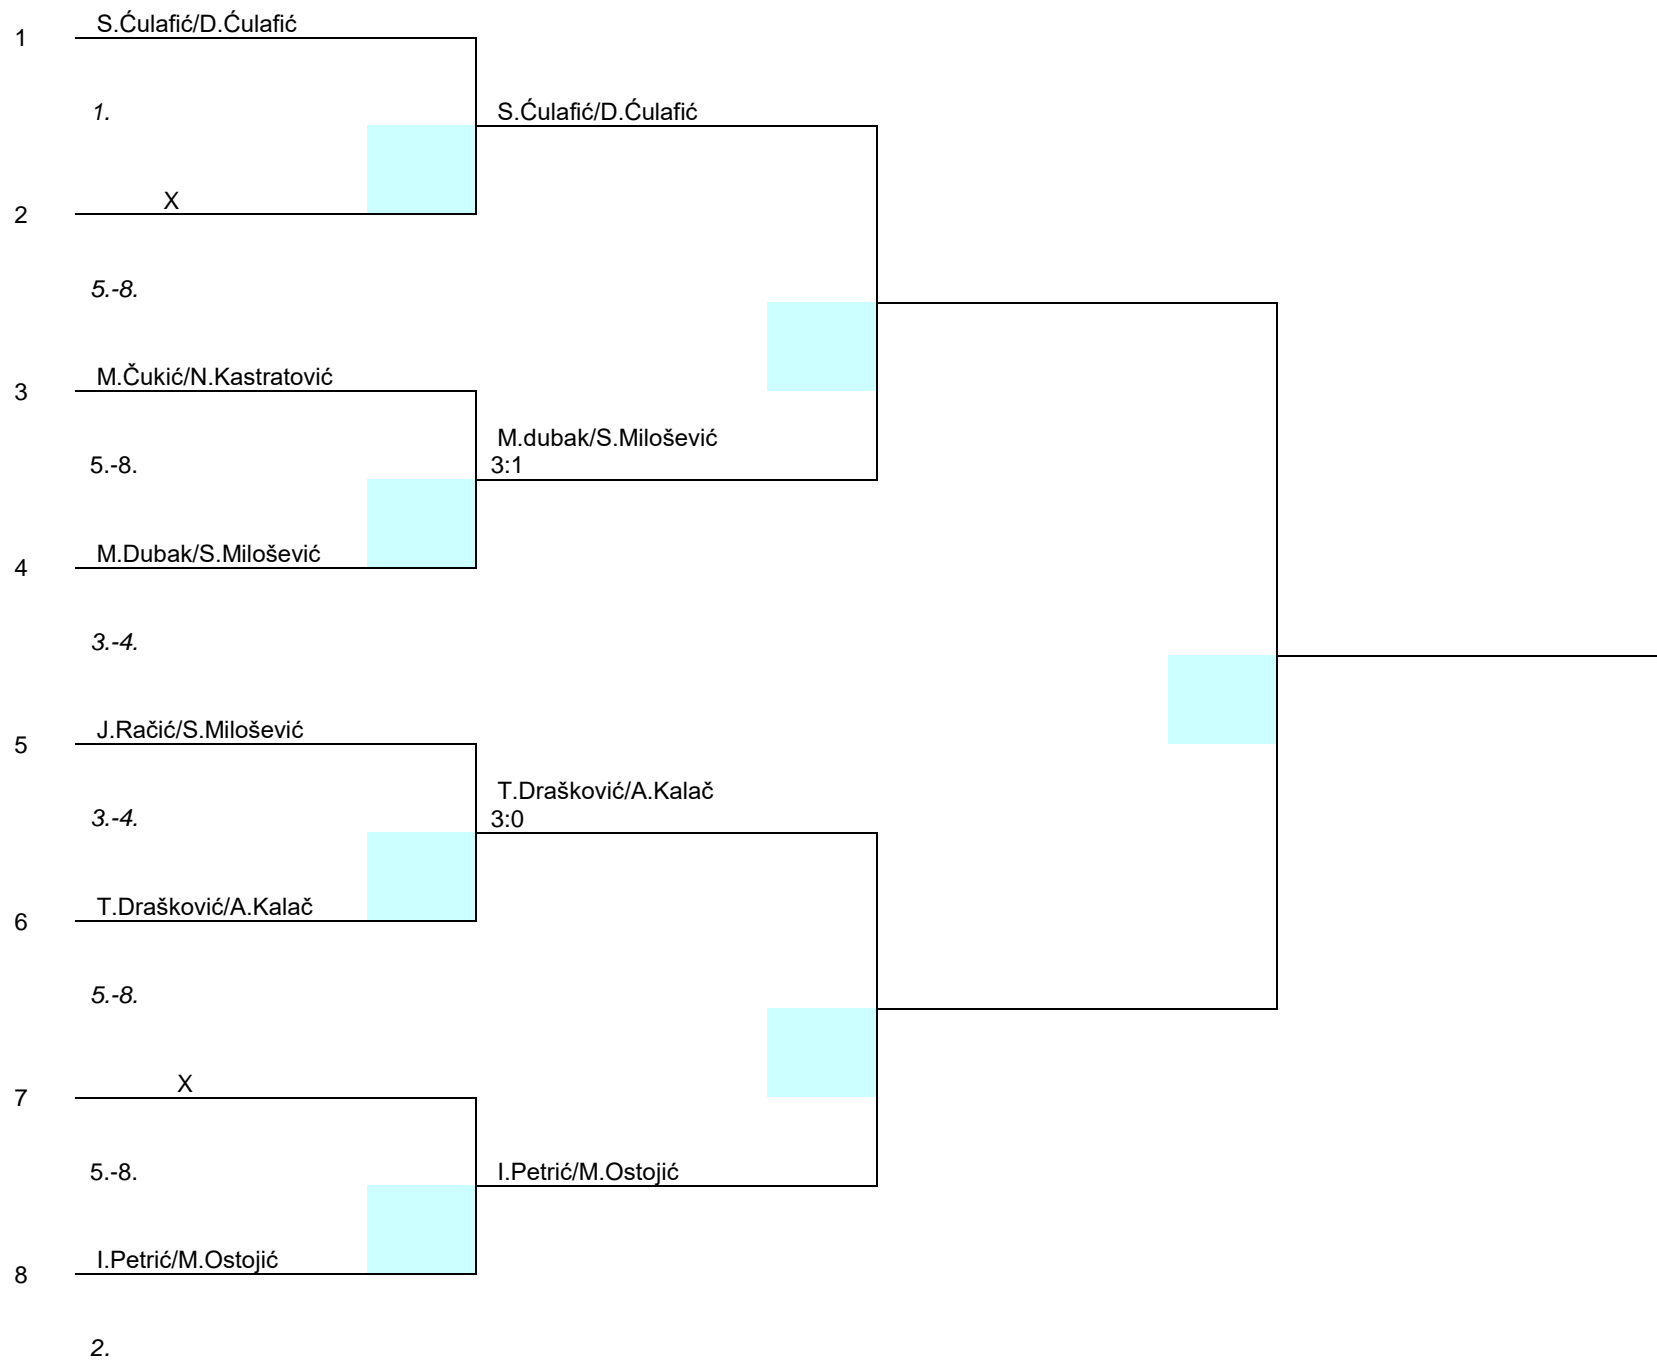 S.Ćulafić/D.Ćulafić
1
1.
S.Ćulafić/D.Ćulafić
X
2
5.-8.
M.Čukić/N.Kastratović
3
M.dubak/S.Milošević
5.-8.
3:1
M.Dubak/S.Milošević
4
3.-4.
J.Račić/S.Milošević
5
T.Drašković/A.Kalač
3.-4.
3:0
T.Drašković/A.Kalač
6
5.-8.
X
7
5.-8.
I.Petrić/M.Ostojić
I.Petrić/M.Ostojić
8
2.